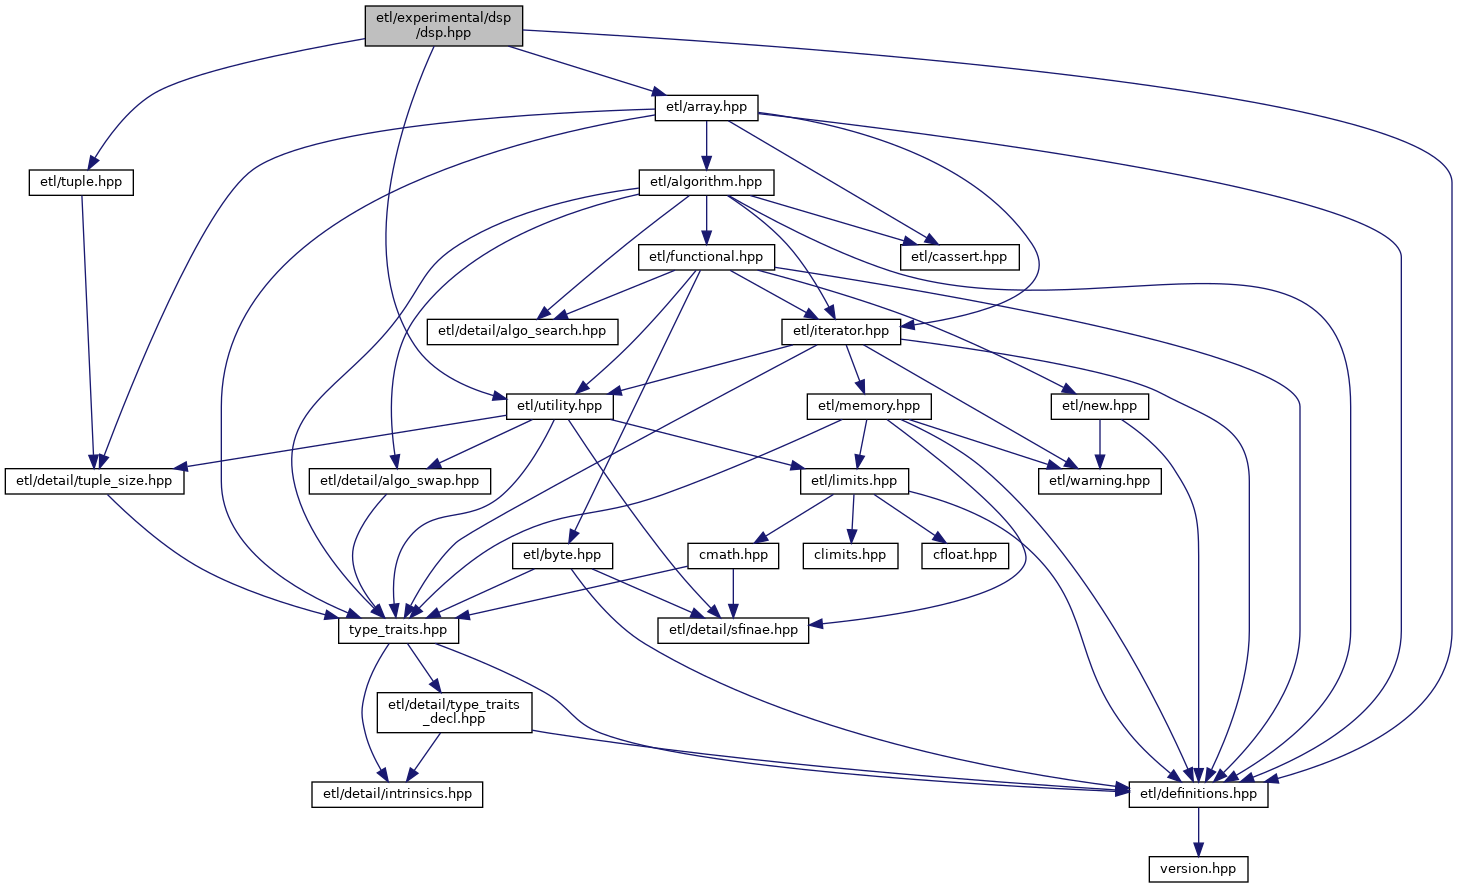 etl/experimental/dsp
/dsp.hpp
etl/array.hpp
etl/tuple.hpp
etl/algorithm.hpp
etl/functional.hpp
etl/cassert.hpp
etl/detail/algo_search.hpp
etl/iterator.hpp
etl/utility.hpp
etl/memory.hpp
etl/new.hpp
etl/detail/tuple_size.hpp
etl/detail/algo_swap.hpp
etl/limits.hpp
etl/warning.hpp
etl/byte.hpp
cmath.hpp
climits.hpp
cfloat.hpp
type_traits.hpp
etl/detail/sfinae.hpp
etl/detail/type_traits
_decl.hpp
etl/detail/intrinsics.hpp
etl/definitions.hpp
version.hpp